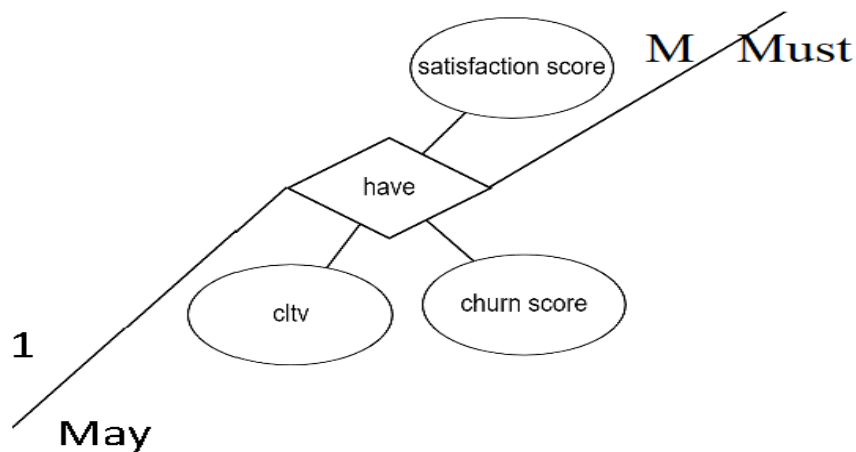 M Must
satisfaction score
have
cltv
churn score
1
May